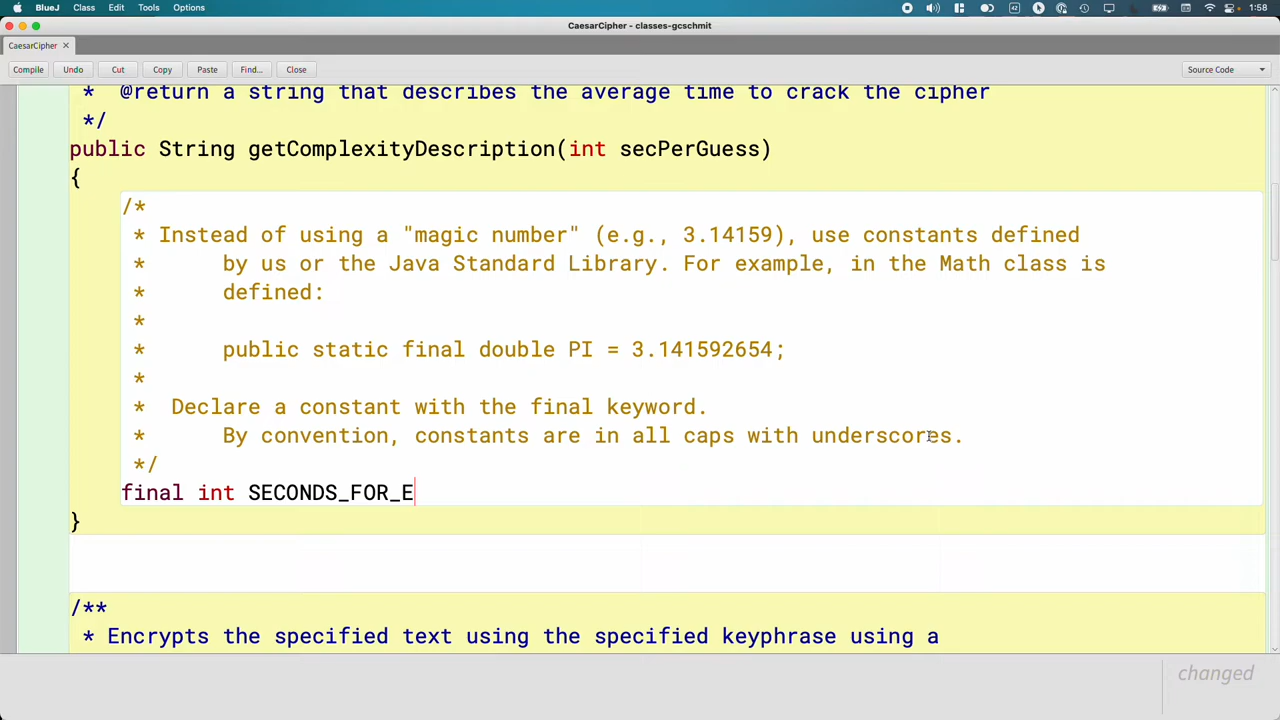 BlueJ Class Edit Tools Options 42 1:58
CaesarCipher - classes-gcschmit
CaesarCipher ×
Compile Undo Cut Copy Paste Find... Close Source Code
* @return a string that describes the average time to crack the cipher
*/
public String getComplexityDescription(int secPerGuess)
{
/*
* Instead of using a "magic number" (e.g., 3.14159), use constants defined
* by us or the Java Standard Library. For example, in the Math class is
* defined:
*
* public static final double PI = 3.141592654;
*
* Declare a constant with the final keyword.
* By convention, constants are in all caps with underscores.
*/
final int SECONDS_FOR_E
}
/**
* Encrypts the specified text using the specified keyphrase using a
changed